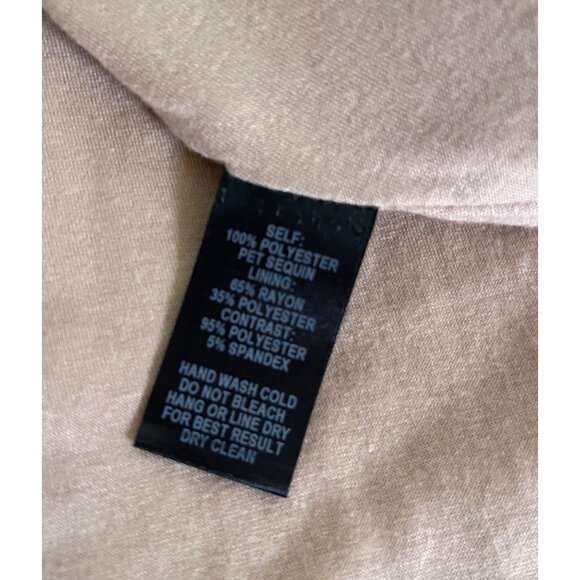 SELF:
100% POLYESTER
PET SEQUIN
LINING:
65% RAYON
35% POLYESTER
CONTRAST:
95% POLYESTER
5% SPANDEX
HAND WASH COLD
DO NOT BLEACH
HANG OR LINE DRY
FOR BEST RESULT
DRY CLEAN